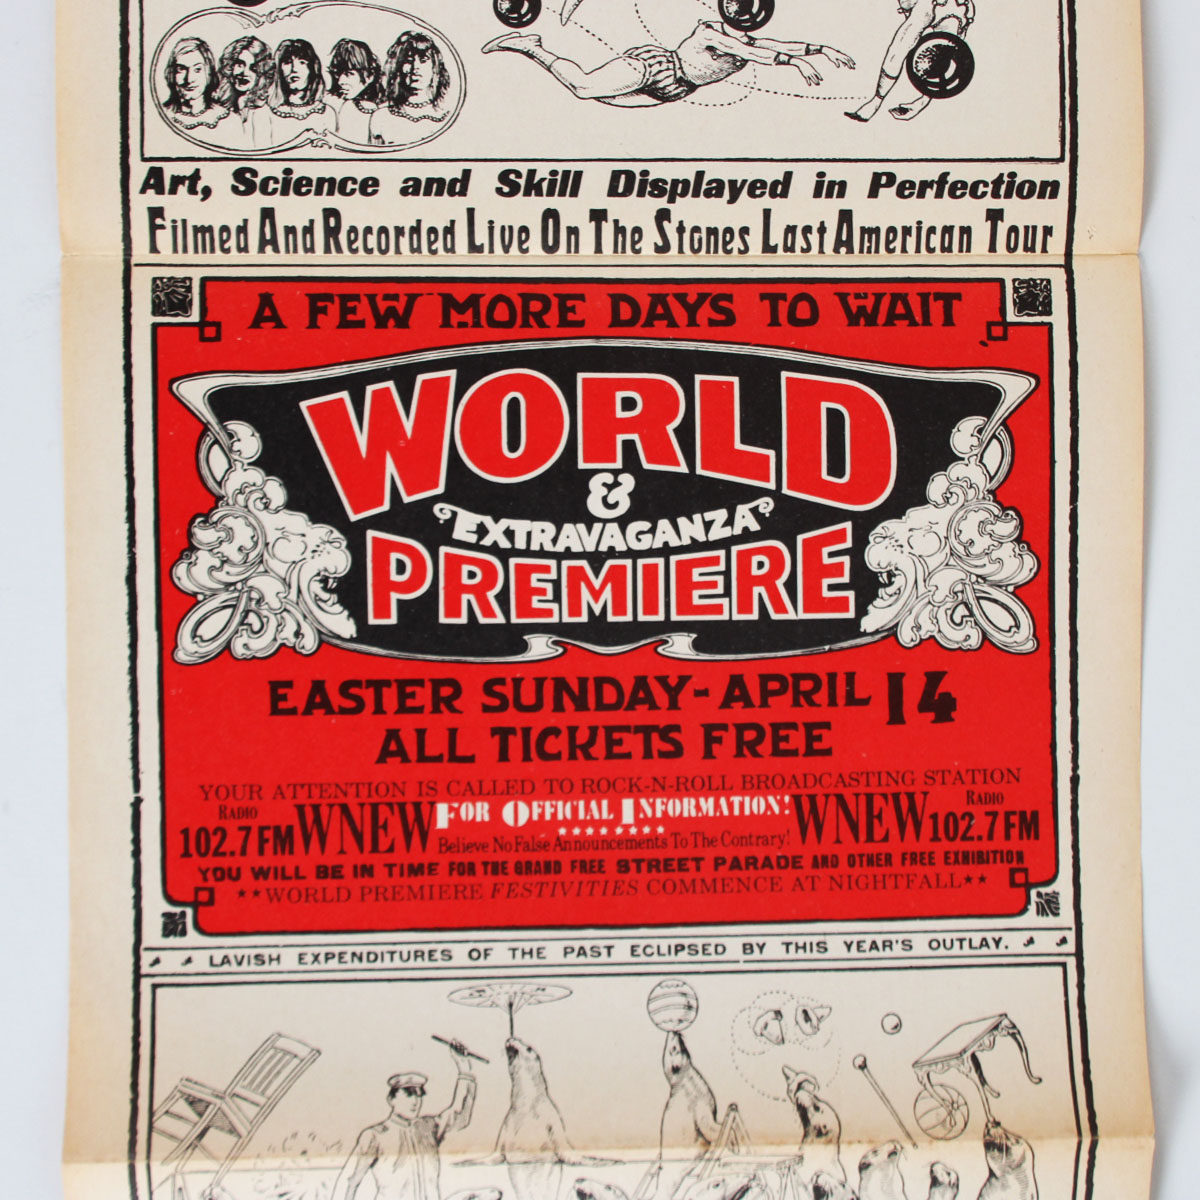 Art, Science and Skill Displayed in Perfection
Filmed And Recorded Live On The Stones Last American Tour
A FEW MORE DAYS TO WAIT
WORLD
&
EXTRAVAGANZA
PREMIERE
EASTER SUNDAY-APRIL 14
ALL TICKETS FREE
YOUR ATTENTION IS CALLED TO ROCK-N-ROLL BROADCASTING STATION
RADIO 102.7 FM WNEW FOR OFFICIAL INFORMATION! WNEW RADIO 102.7 FM
********
Believe No False Announcements To The Contrary!
YOU WILL BE IN TIME FOR THE GRAND FREE STREET PARADE AND OTHER FREE EXHIBITION
**WORLD PREMIERE FESTIVITIES COMMENCE AT NIGHTFALL**
LAVISH EXPENDITURES OF THE PAST ECLIPSED BY THIS YEAR'S OUTLAY.